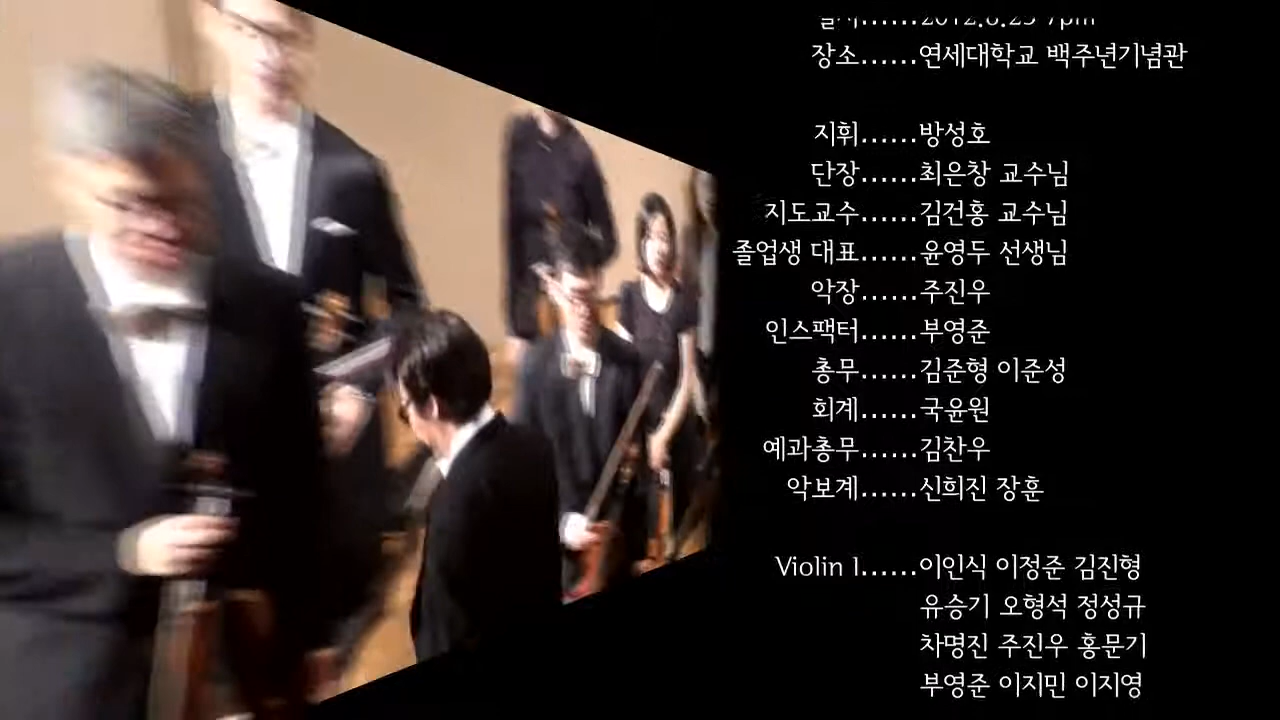 일시......2012.8.25 7pm
장소......연세대학교 백주년기념관
지휘......방성호
단장......최은창 교수님
지도교수......김건홍 교수님
졸업생 대표......윤영두 선생님
악장......주진우
인스팩터......부영준
총무......김준형 이준성
회계......국윤원
예과총무......김찬우
악보계......신희진 장훈
Violin I......이인식 이정준 김진형
유승기 오형석 정성규
차명진 주진우 홍문기
부영준 이지민 이지영